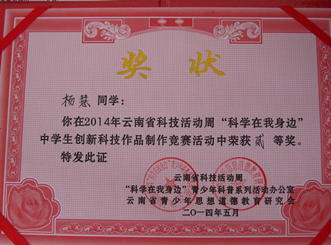 奖状
杨慧同学：
你在2014年云南省科技活动周“科学在我身边”
中学生创新科技作品制作竞赛活动中荣获贰等奖。
特发此证
云南省科技活动周
“科学在我身边”青少年科普系列活动办公室
云南省青少年思想道德教育研究会
二〇一四年五月